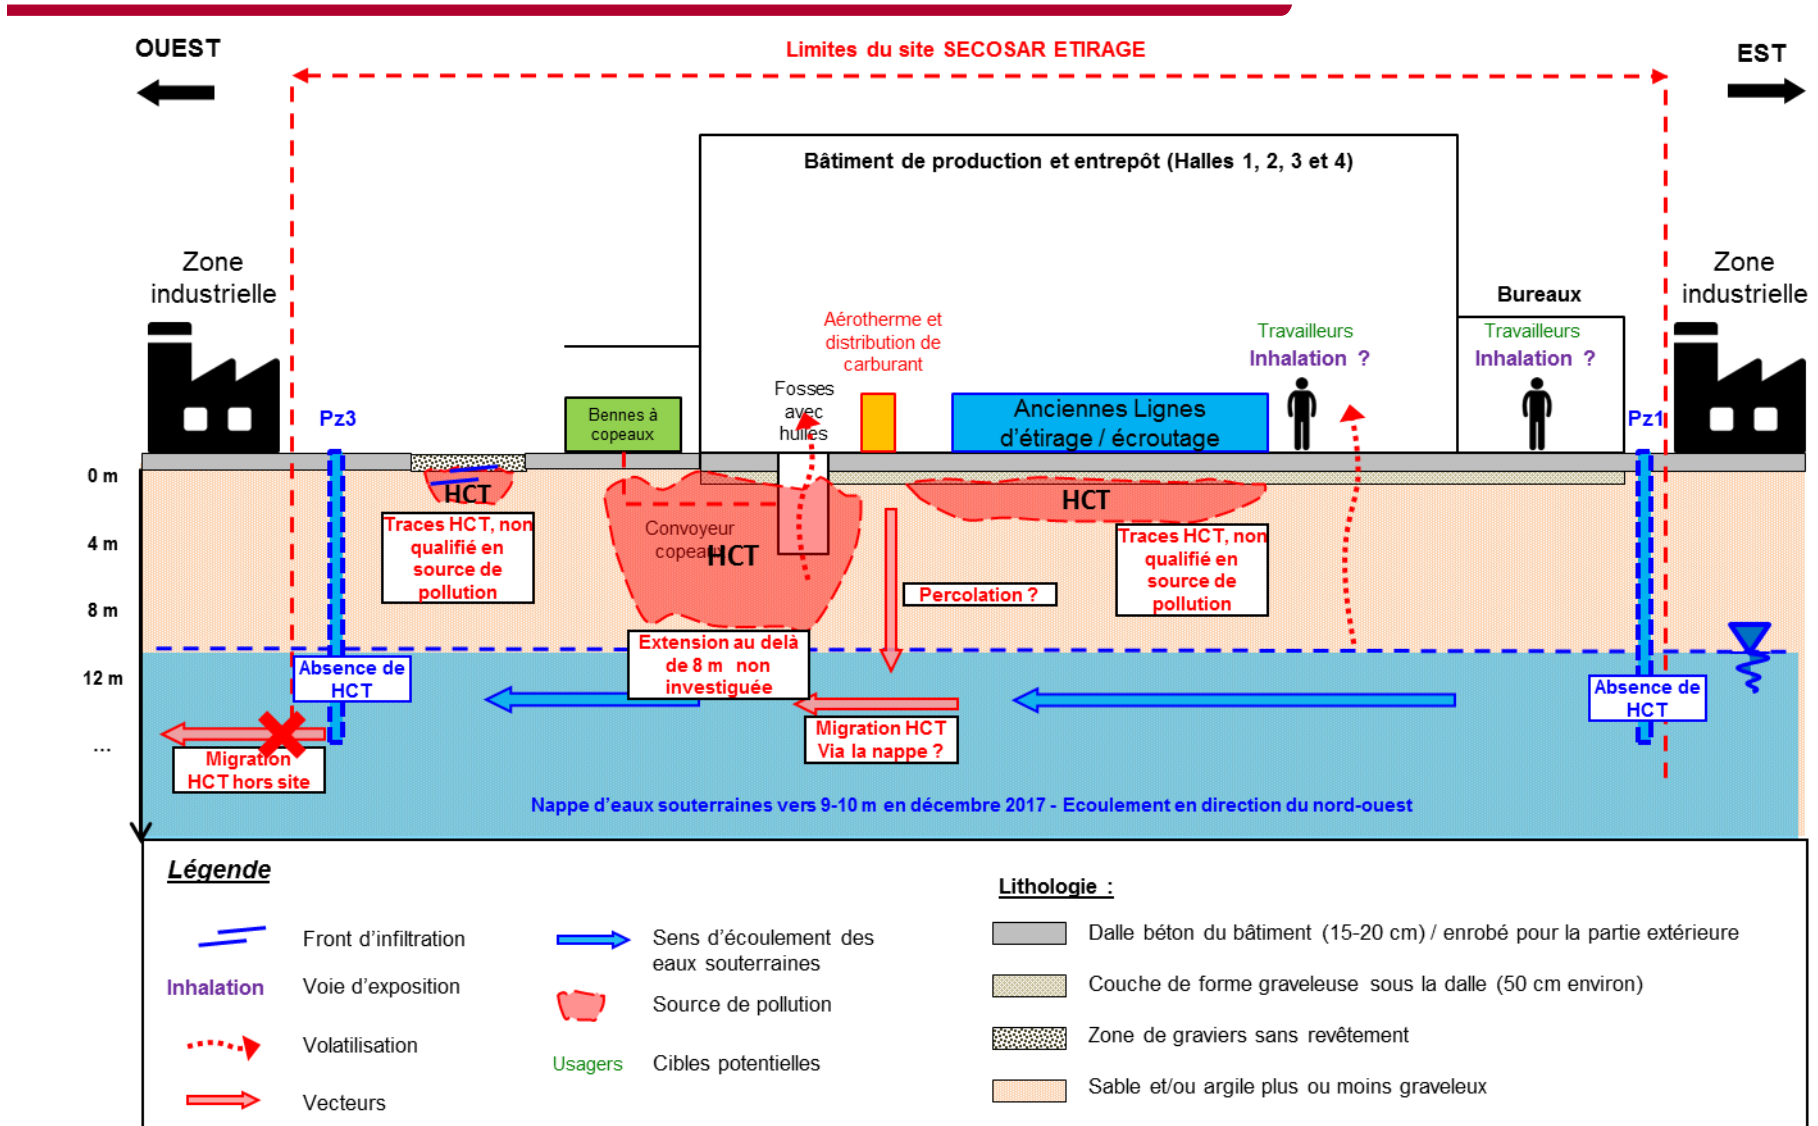 OUEST
Limites du site SECOSAR ETIRAGE
EST
Bâtiment de production et entrepôt (Halles 1, 2, 3 et 4)
Zone
industrielle
Zone
industrielle
Bureaux
Aérotherme et
distribution de
carburant
Travailleurs
Inhalation ?
Travailleurs
Inhalation ?
Fosses
avec
huiles
Bennes à
copeaux
Anciennes Lignes
d'étirage / écroutage
Pz3
Pz1
0 m
4 m
8 m
12 m
...
HCT
Traces HCT, non
qualifié en
source de
pollution
Convoyeur
copeaux
HCT
HCT
Traces HCT, non
qualifié en
source de
pollution
Percolation ?
Extension au delà
de 8 m non
investiguée
Absence de
HCT
Absence de
HCT
Migration HCT
Via la nappe ?
Migration
HCT hors site
Nappe d'eaux souterraines vers 9-10 m en décembre 2017 - Ecoulement en direction du nord-ouest
Légende
Front d'infiltration
Inhalation
Voie d'exposition
Volatilisation
Vecteurs
Sens d'écoulement des
eaux souterraines
Source de pollution
Usagers
Cibles potentielles
Lithologie :
Dalle béton du bâtiment (15-20 cm) / enrobé pour la partie extérieure
Couche de forme graveleuse sous la dalle (50 cm environ)
Zone de graviers sans revêtement
Sable et/ou argile plus ou moins graveleux